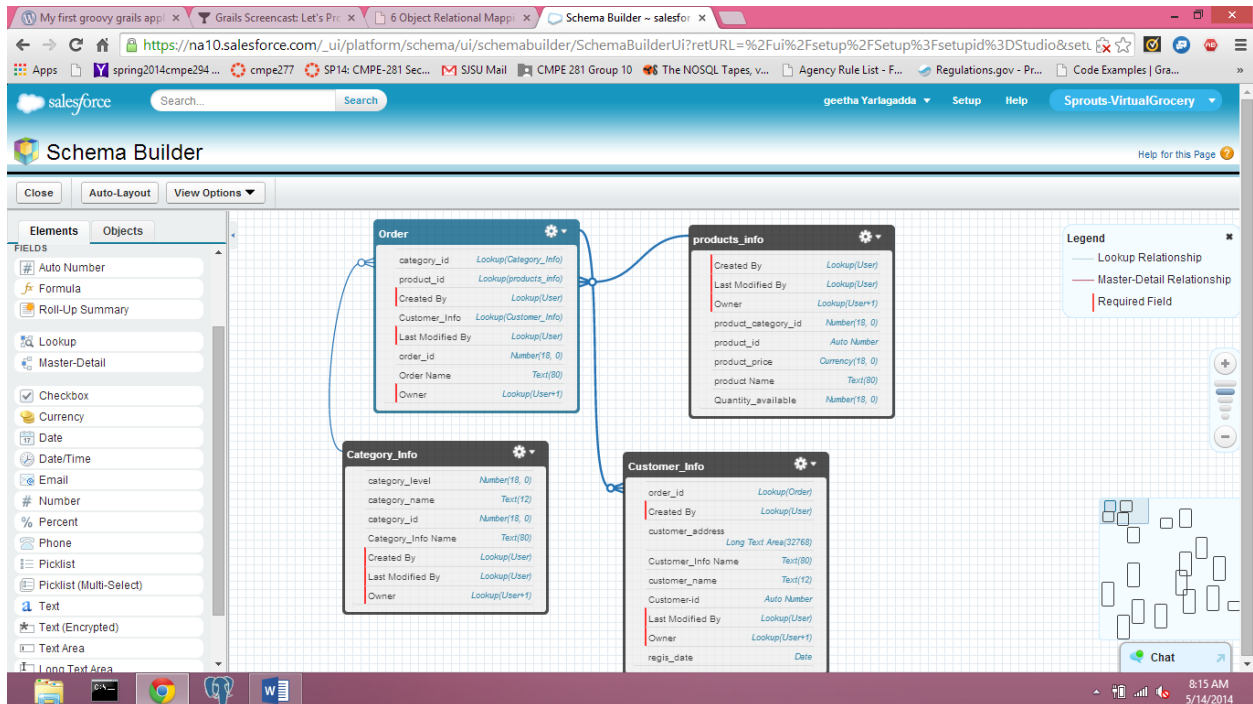 My first groovy grails appl
Grails Screencast: Let's Pro
6 Object Relational Mappi
Schema Builder ~ salesfor
https://na10.salesforce.com/_ui/platform/schema/ui/schemabuilder/SchemaBuilderUi?retURL=%2Fui%2Fsetup%2FSetup%3Fsetupid%3DStudio&setu
Apps
spring2014cmpe294 ...
cmpe277
SP14: CMPE-281 Sec...
SJSU Mail
CMPE 281 Group 10
The NOSQL Tapes, v...
Agency Rule List - F...
Regulations.gov - Pr...
Code Examples | Gra...
»
salesforce
Search...
Search
geetha Yarlagadda
Setup
Help
Sprouts-VirtualGrocery
Schema Builder
Help for this Page
Close
Auto-Layout
View Options
Elements
Objects
FIELDS
Auto Number
Formula
Roll-Up Summary
Lookup
Master-Detail
Checkbox
Currency
Date
Date/Time
Email
Number
Percent
Phone
Picklist
Picklist (Multi-Select)
Text
Text (Encrypted)
Text Area
Long Text Area
Order
category_id Lookup(Category_Info)
product_id Lookup(products_info)
Created By Lookup(User)
Customer_Info Lookup(Customer_Info)
Last Modified By Lookup(User)
order_id Number(18, 0)
Order Name Text(80)
Owner Lookup(User+1)
products_info
Created By Lookup(User)
Last Modified By Lookup(User)
Owner Lookup(User+1)
product_category_id Number(18, 0)
product_id Auto Number
product_price Currency(18, 0)
product Name Text(80)
Quantity_available Number(18, 0)
Legend
Lookup Relationship
Master-Detail Relationship
Required Field
Category_Info
category_level Number(18, 0)
category_name Text(12)
category_id Number(18, 0)
Category_Info Name Text(80)
Created By Lookup(User)
Last Modified By Lookup(User)
Owner Lookup(User+1)
Customer_Info
order_id Lookup(Order)
Created By Lookup(User)
customer_address
Long Text Area(32768)
Customer_Info Name Text(80)
customer_name Text(12)
Customer-id Auto Number
Last Modified By Lookup(User)
Owner Lookup(User+1)
regis_date Date
Chat
8:15 AM
5/14/2014